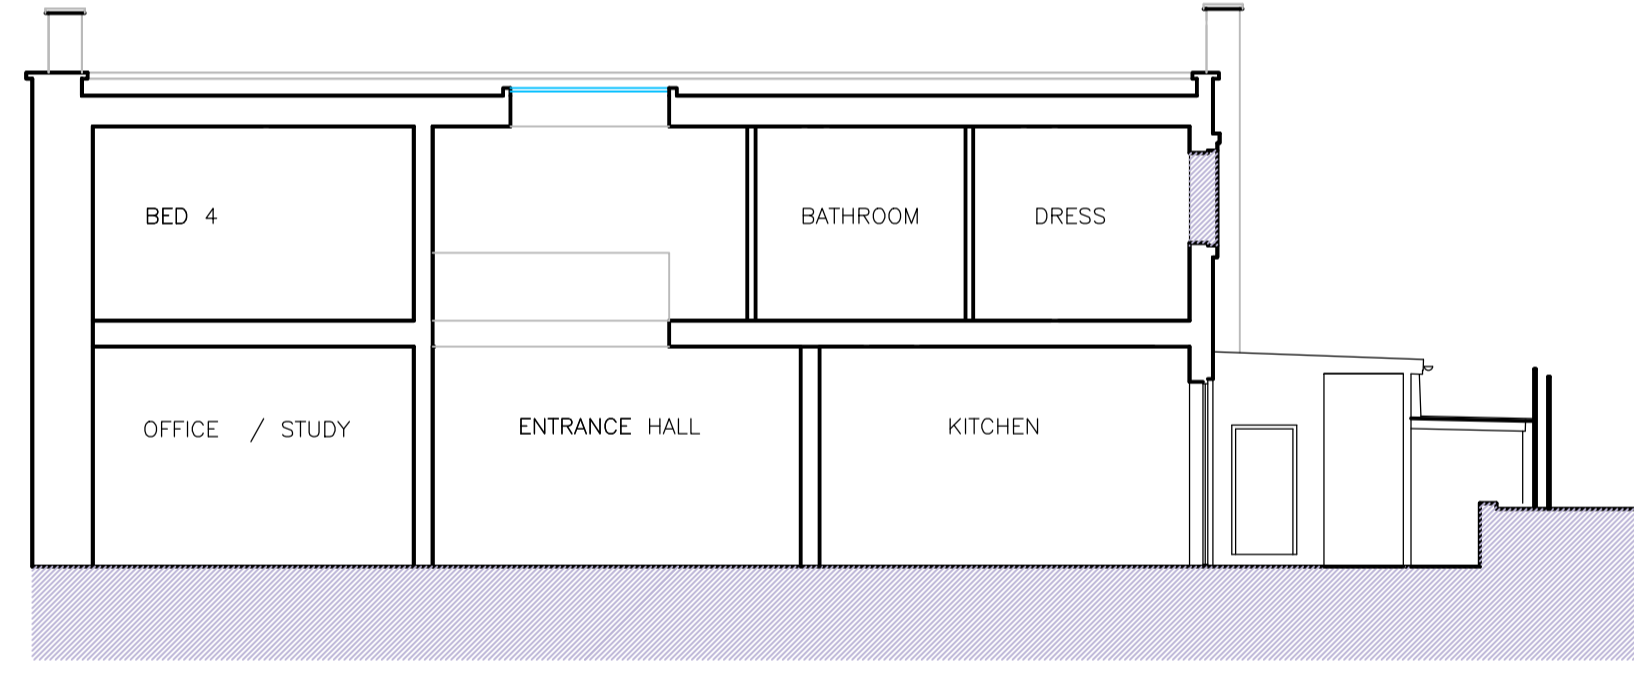 BED 4
BATHROOM
DRESS
OFFICE / STUDY
ENTRANCE HALL
KITCHEN